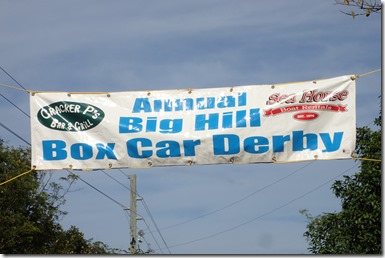 CRACKER P's
BAR & GRILL
Annual
Big Hill
Box Car Derby
Sea Horse
Boat Rentals